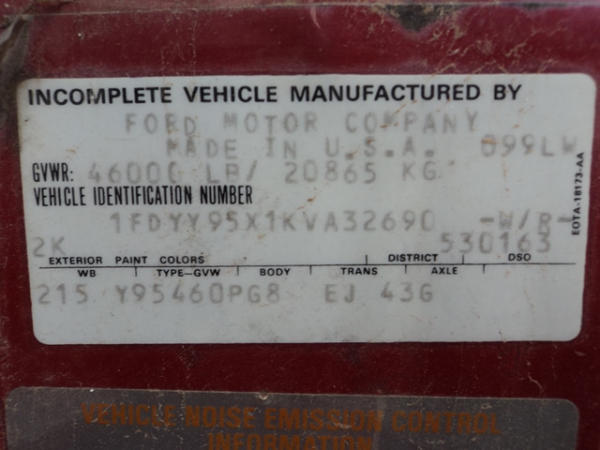 INCOMPLETE VEHICLE MANUFACTURED BY
FORD MOTOR COMPANY
MADE IN U.S.A. 099LW
GVWR: 46000 LB/ 20865 KG
VEHICLE IDENTIFICATION NUMBER
1FDYY95X1KVA32690 -W/R-
2K 530163
EXTERIOR PAINT COLORS DISTRICT DSO
WB TYPE-GVW BODY TRANS AXLE
215 Y95460PG8 EJ 43G
EOTA-18173-AA
VEHICLE NOISE EMISSION CONTROL
INFORMATION